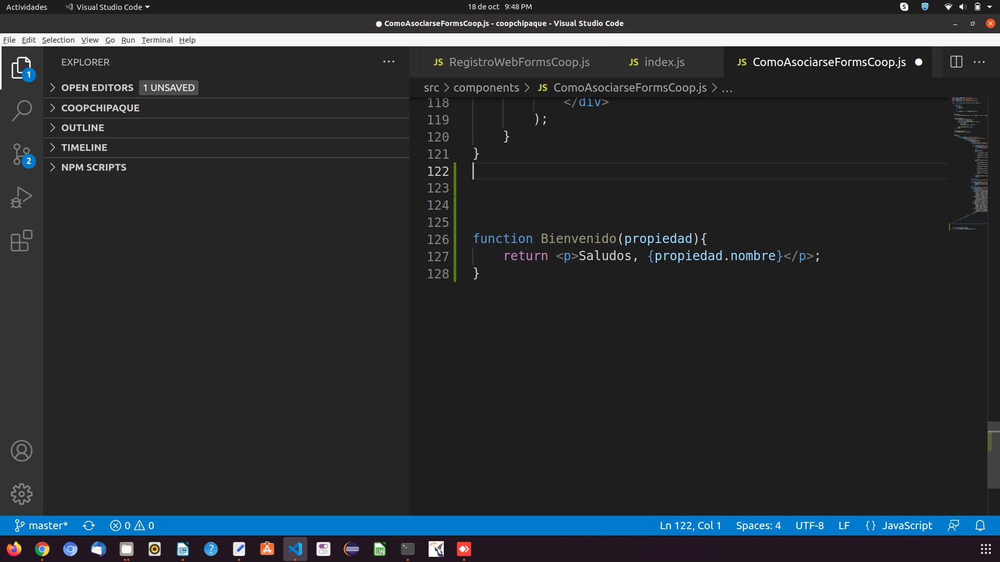 Actividades
Visual Studio Code
18 de oct 9:48 PM
● ComoAsociarseFormsCoop.js - coopchipaque - Visual Studio Code
File Edit Selection View Go Run Terminal Help
EXPLORER
OPEN EDITORS 1 UNSAVED
COOPCHIPAQUE
OUTLINE
TIMELINE
NPM SCRIPTS
1
2
JS RegistroWebFormsCoop.js
JS index.js
JS ComoAsociarseFormsCoop.js
src > components > JS ComoAsociarseFormsCoop.js > ...
118 </div>
119 );
120 }
121 }
122
123
124
125
126 function Bienvenido(propiedad){
127 return <p>Saludos, {propiedad.nombre}</p>;
128 }
master* 0 0
Ln 122, Col 1 Spaces: 4 UTF-8 LF {} JavaScript